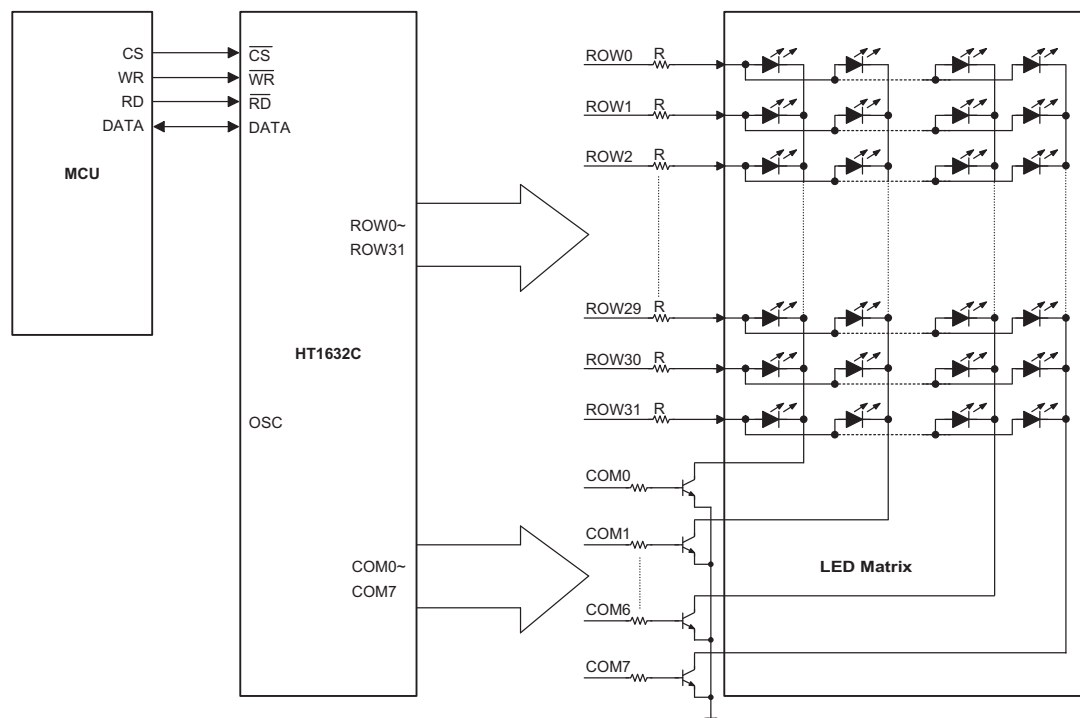 CS
WR
RD
DATA
MCU
CS
WR
RD
DATA
ROW0~
ROW31
HT1632C
OSC
COM0~
COM7
ROW0 R
ROW1 R
ROW2 R
ROW29 R
ROW30 R
ROW31 R
COM0
COM1
COM6
COM7
LED Matrix